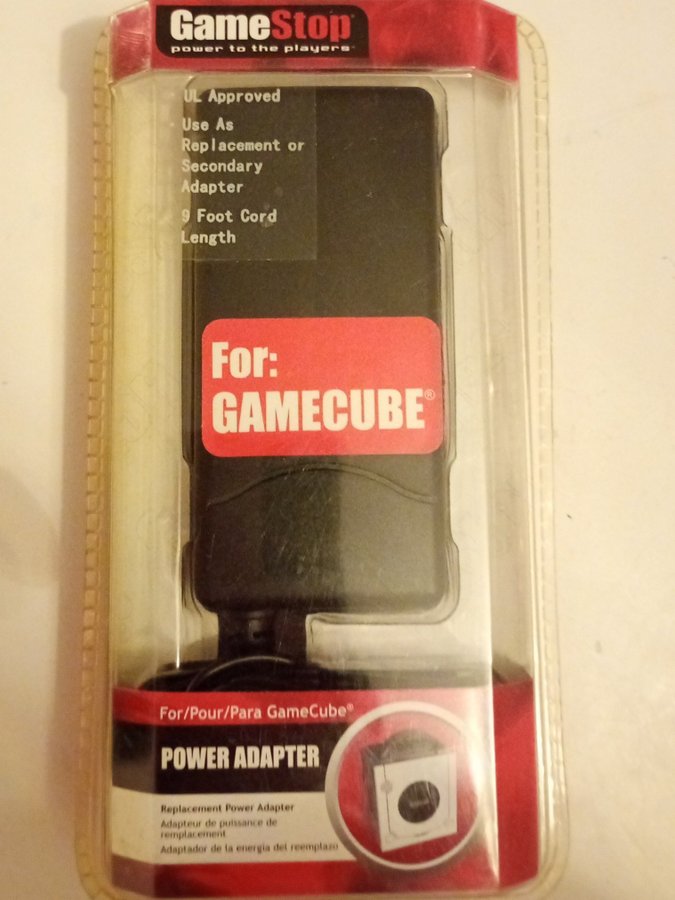 GameStop
power to the players
UL Approved
Use As
Replacement or
Secondary
Adapter
9 Foot Cord
Length
For:
GAMECUBE®
For/Pour/Para GameCube®
POWER ADAPTER
Replacement Power Adapter
Adapteur de puissance de
remplacement
Adaptador de la energia del reemplazo